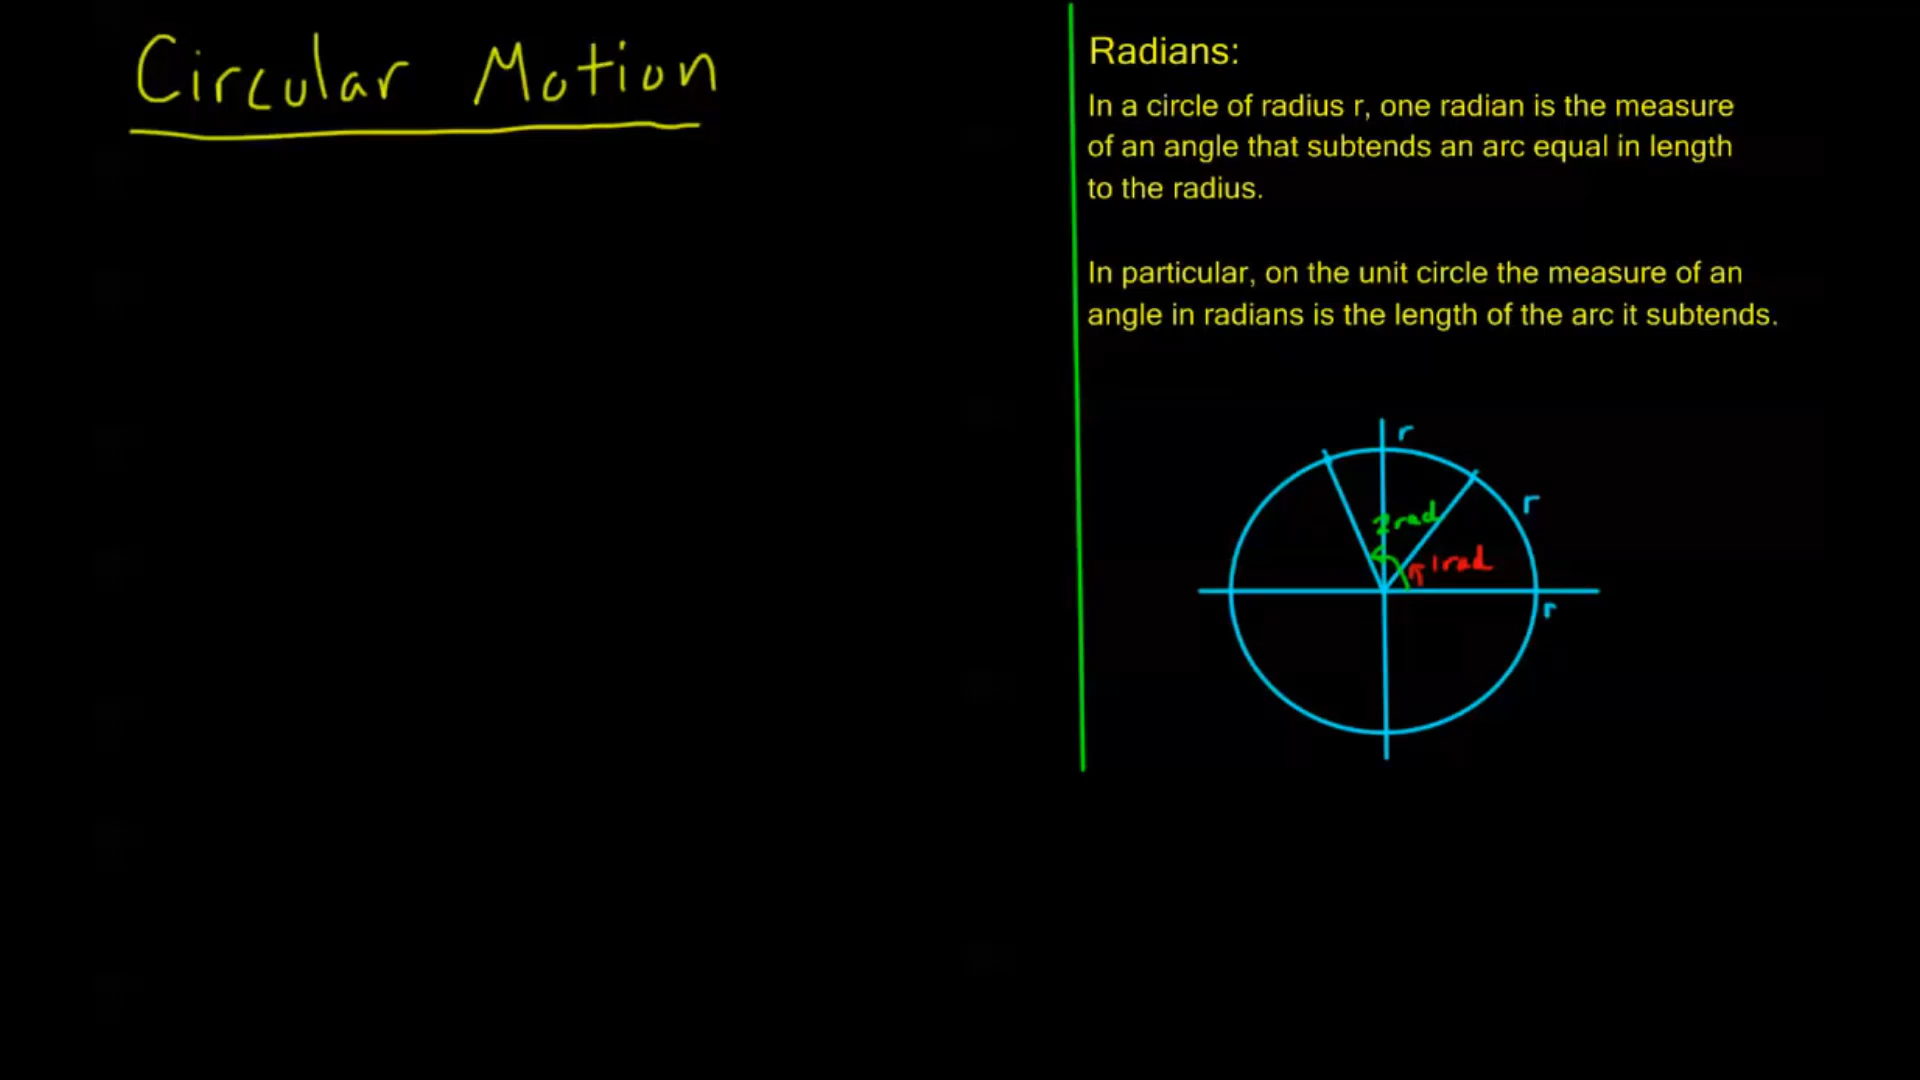 Circular Motion
Radians:
In a circle of radius r, one radian is the measure
of an angle that subtends an arc equal in length
to the radius.
In particular, on the unit circle the measure of an
angle in radians is the length of the arc it subtends.
r
r
2 rad
1 rad
r